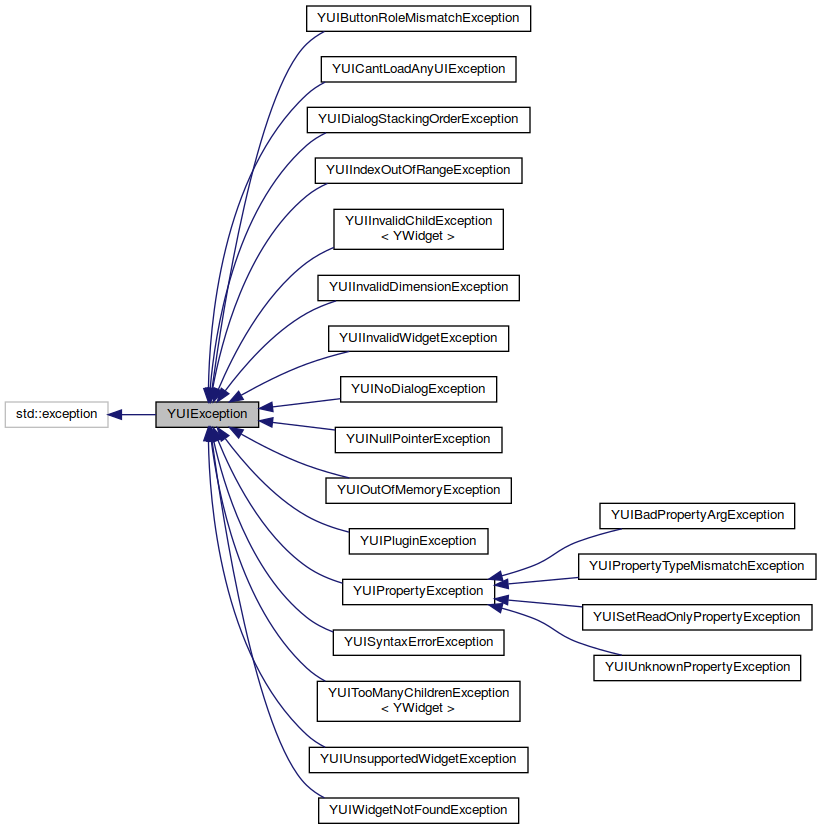 YUIButtonRoleMismatchException
YUICantLoadAnyUIException
YUIDialogStackingOrderException
YUIIndexOutOfRangeException
YUIInvalidChildException
< YWidget >
YUIInvalidDimensionException
YUIInvalidWidgetException
YUINoDialogException
std::exception
YUIException
YUINullPointerException
YUIOutOfMemoryException
YUIPluginException
YUIPropertyException
YUIBadPropertyArgException
YUIPropertyTypeMismatchException
YUISetReadOnlyPropertyException
YUIUnknownPropertyException
YUISyntaxErrorException
YUITooManyChildrenException
< YWidget >
YUIUnsupportedWidgetException
YUIWidgetNotFoundException